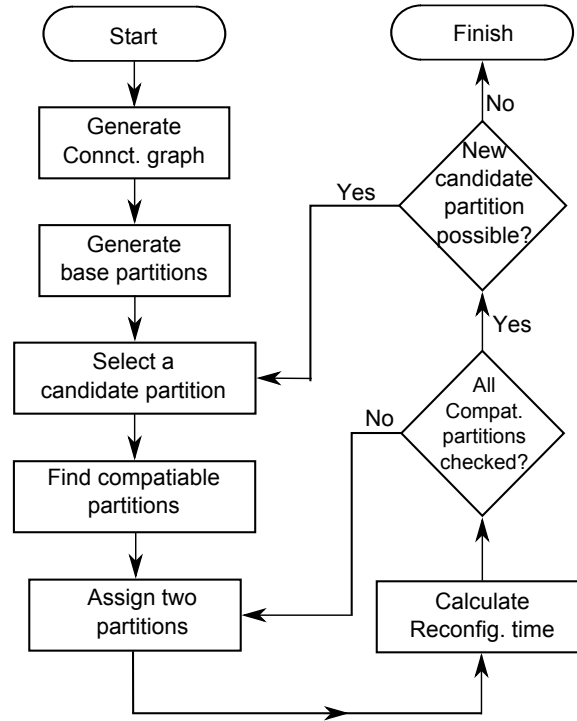 Start
Generate
Connct. graph
Generate
base partitions
Select a
candidate partition
Find compatiable
partitions
Assign two
partitions
Finish
No
New
candidate
partition
possible?
Yes
Yes
All
Compat.
partitions
checked?
No
Calculate
Reconfig. time